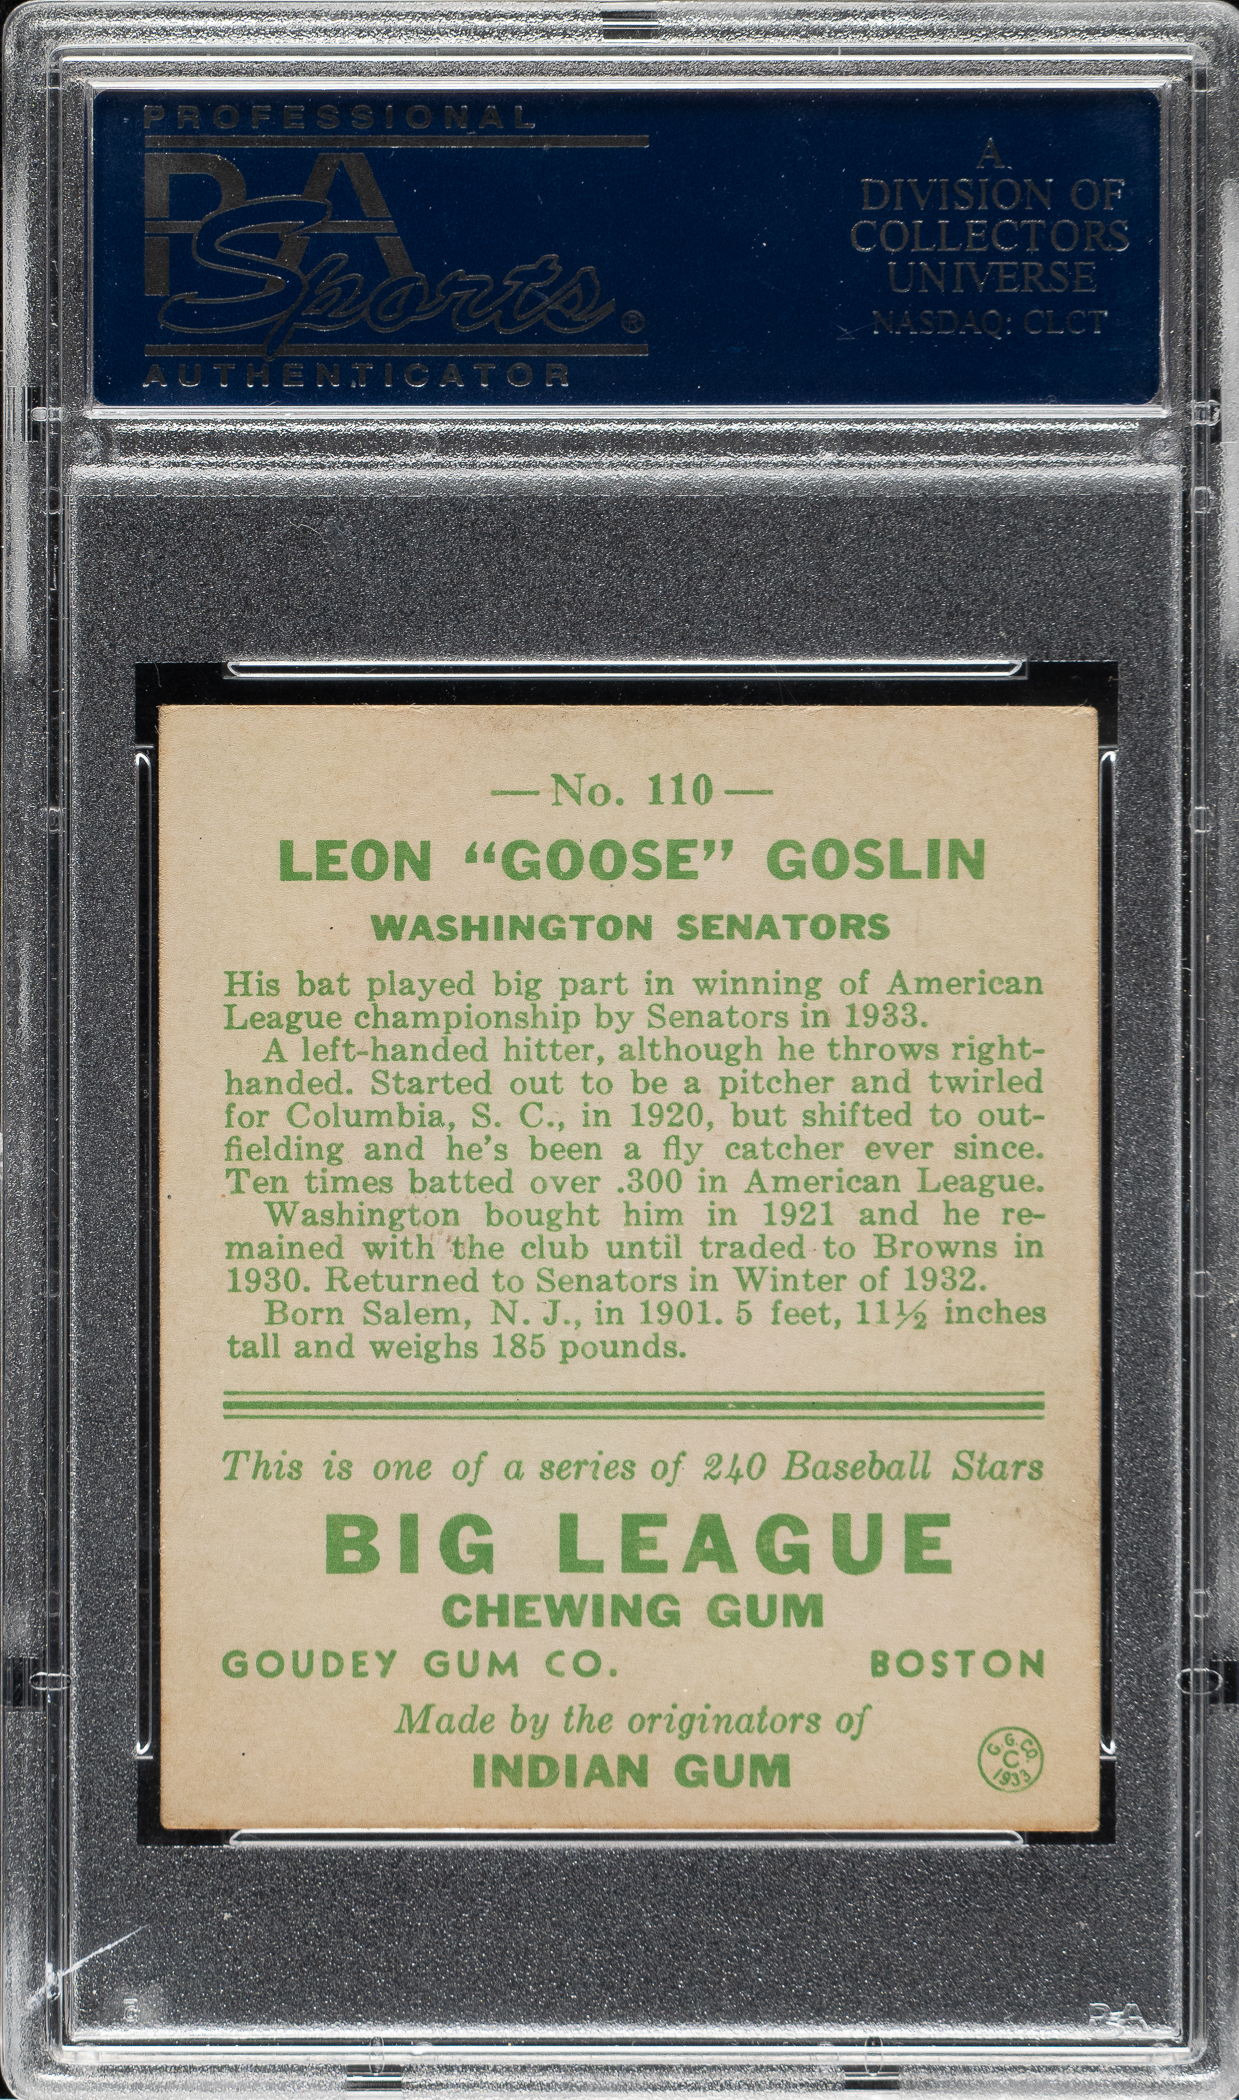 PROFESSIONAL
PSA
Sports®
AUTHENTICATOR
A
DIVISION OF
COLLECTORS
UNIVERSE
NASDAQ: CLCT
— No. 110 —
LEON “GOOSE” GOSLIN
WASHINGTON SENATORS
His bat played big part in winning of American
League championship by Senators in 1933.
A left-handed hitter, although he throws right-
handed. Started out to be a pitcher and twirled
for Columbia, S. C., in 1920, but shifted to out-
fielding and he’s been a fly catcher ever since.
Ten times batted over .300 in American League.
Washington bought him in 1921 and he re-
mained with the club until traded to Browns in
1930. Returned to Senators in Winter of 1932.
Born Salem, N. J., in 1901. 5 feet, 11½ inches
tall and weighs 185 pounds.
This is one of a series of 240 Baseball Stars
BIG LEAGUE
CHEWING GUM
GOUDEY GUM CO. BOSTON
Made by the originators of
INDIAN GUM
G. G. CO.
C
1933
PSA